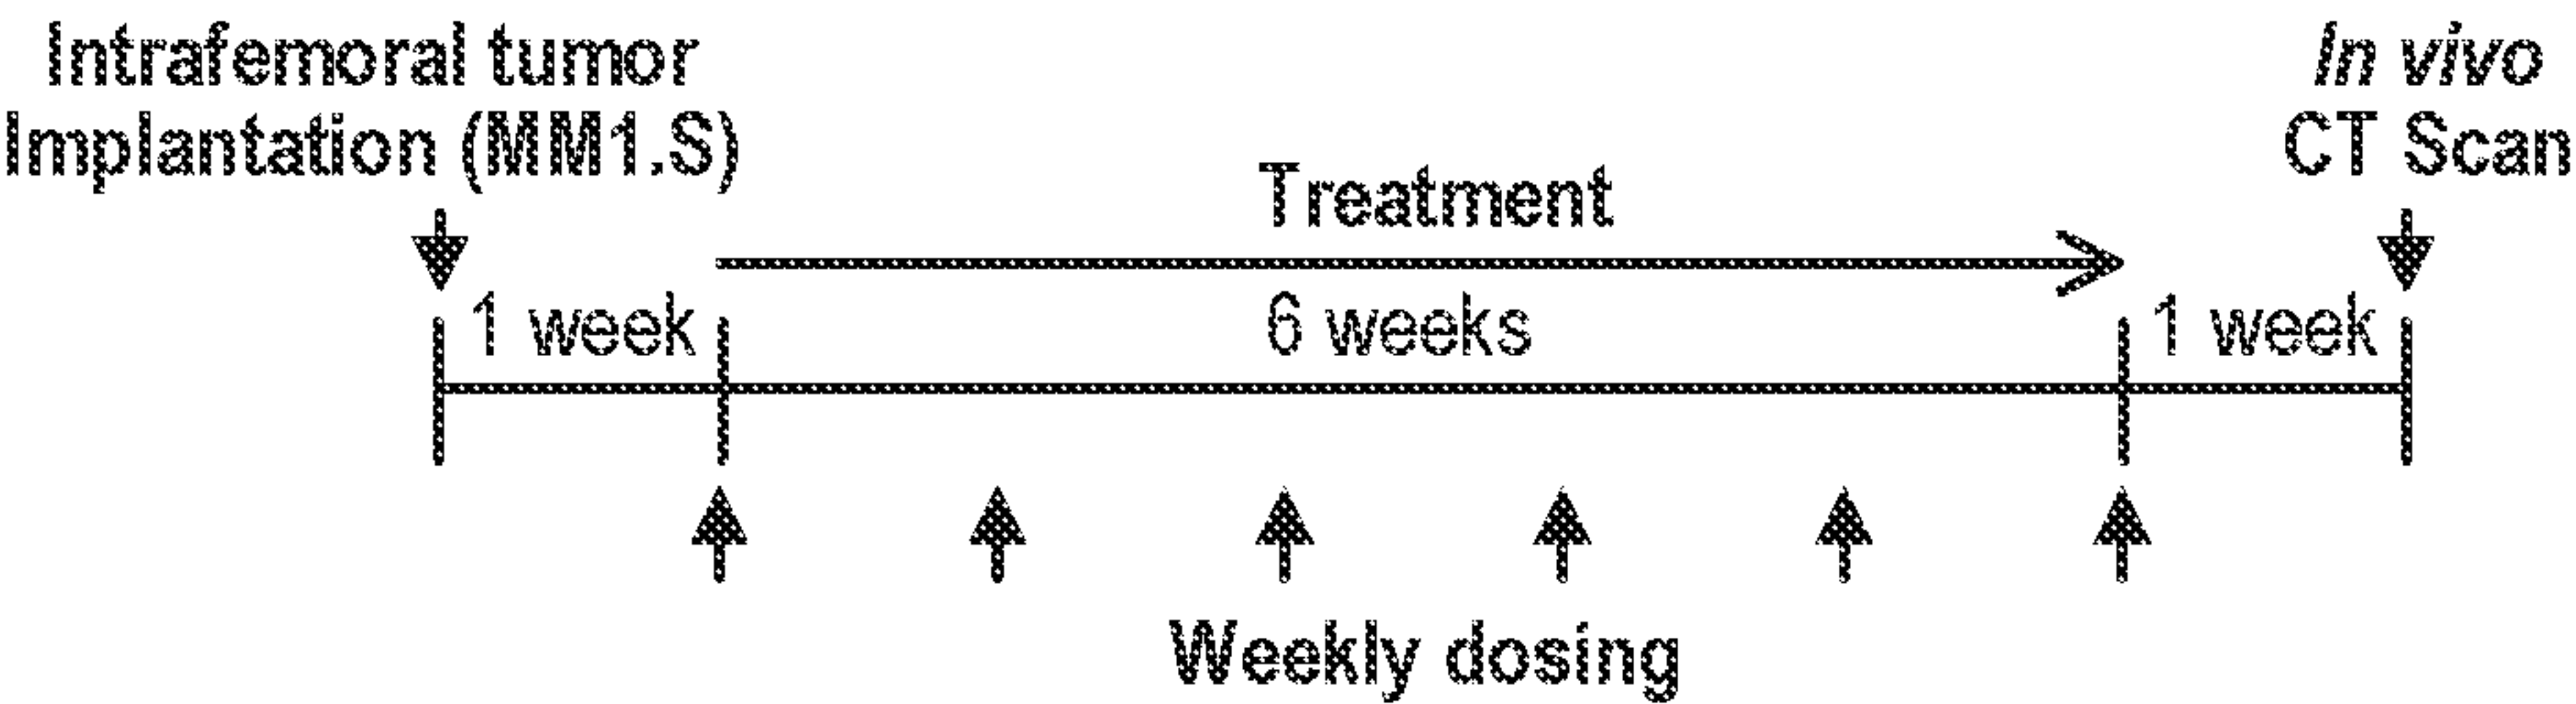 Intrafemoral tumor
Implantation (MM1.S)
In vivo
CT Scan
Treatment
1 week
6 weeks
1 week
Weekly dosing